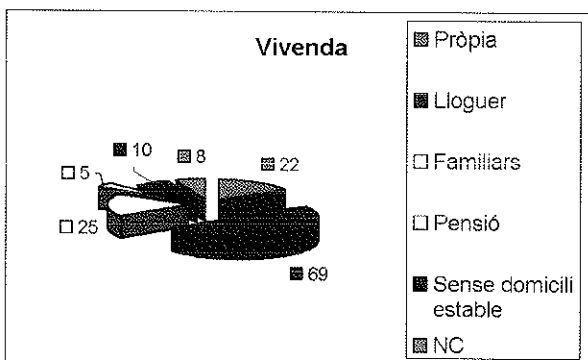 Vivenda
10
8
22
5
25
69
Pròpia
Lloguer
Familiars
Pensió
Sense domicili
estable
NC